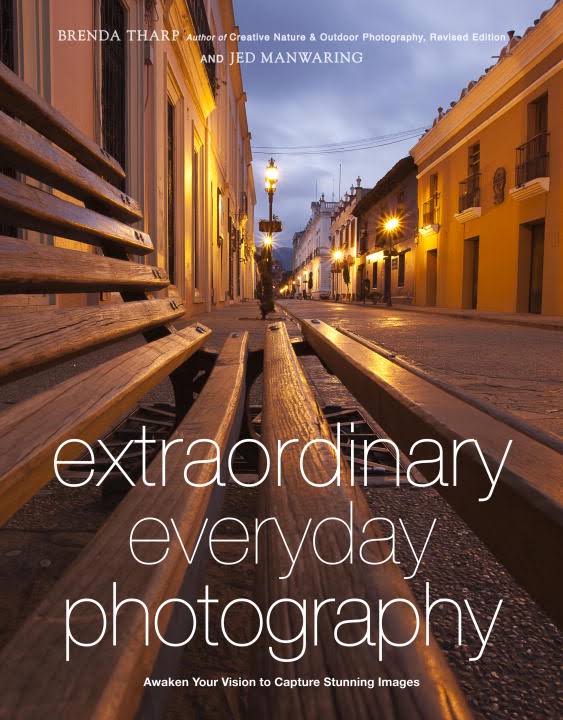 BRENDA THARP Author of Creative Nature & Outdoor Photography, Revised Edition
AND JED MANWARING
extraordinary
everyday
photography
Awaken Your Vision to Capture Stunning Images